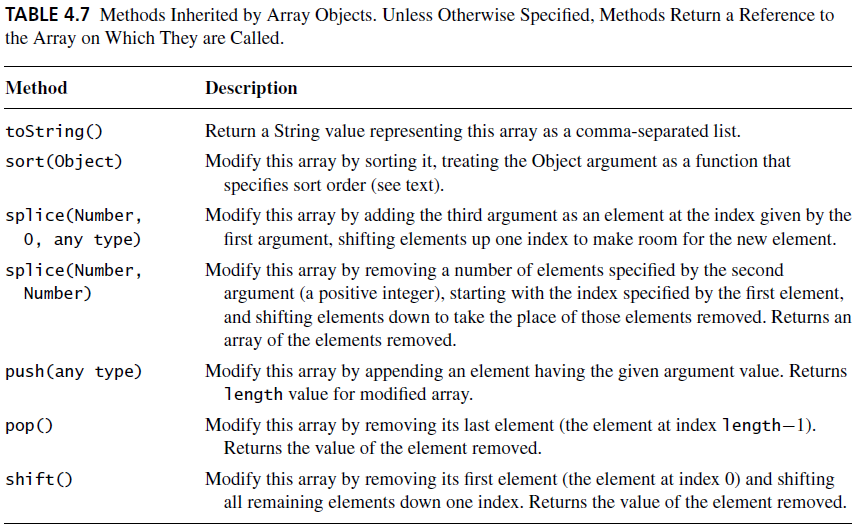 TABLE 4.7 Methods Inherited by Array Objects. Unless Otherwise Specified, Methods Return a Reference to
the Array on Which They are Called.
Method Description
toString() Return a String value representing this array as a comma-separated list.
sort(Object) Modify this array by sorting it, treating the Object argument as a function that
specifies sort order (see text).
splice(Number, Modify this array by adding the third argument as an element at the index given by the
0, any type) first argument, shifting elements up one index to make room for the new element.
splice(Number, Modify this array by removing a number of elements specified by the second
Number) argument (a positive integer), starting with the index specified by the first element,
and shifting elements down to take the place of those elements removed. Returns an
array of the elements removed.
push(any type) Modify this array by appending an element having the given argument value. Returns
length value for modified array.
pop() Modify this array by removing its last element (the element at index length−1).
Returns the value of the element removed.
shift() Modify this array by removing its first element (the element at index 0) and shifting
all remaining elements down one index. Returns the value of the element removed.